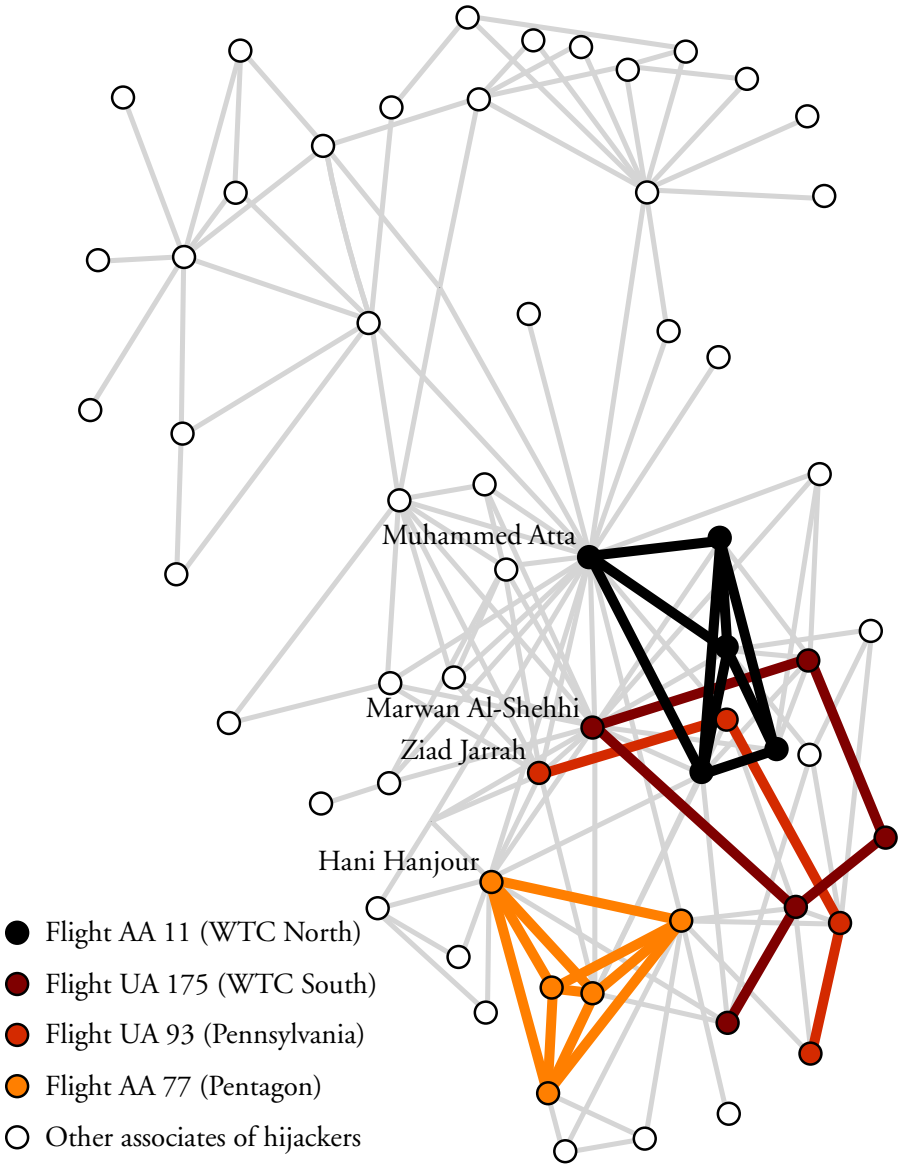 Muhammed Atta
Marwan Al-Shehhi
Ziad Jarrah
Hani Hanjour
Flight AA 11 (WTC North)
Flight UA 175 (WTC South)
Flight UA 93 (Pennsylvania)
Flight AA 77 (Pentagon)
Other associates of hijackers